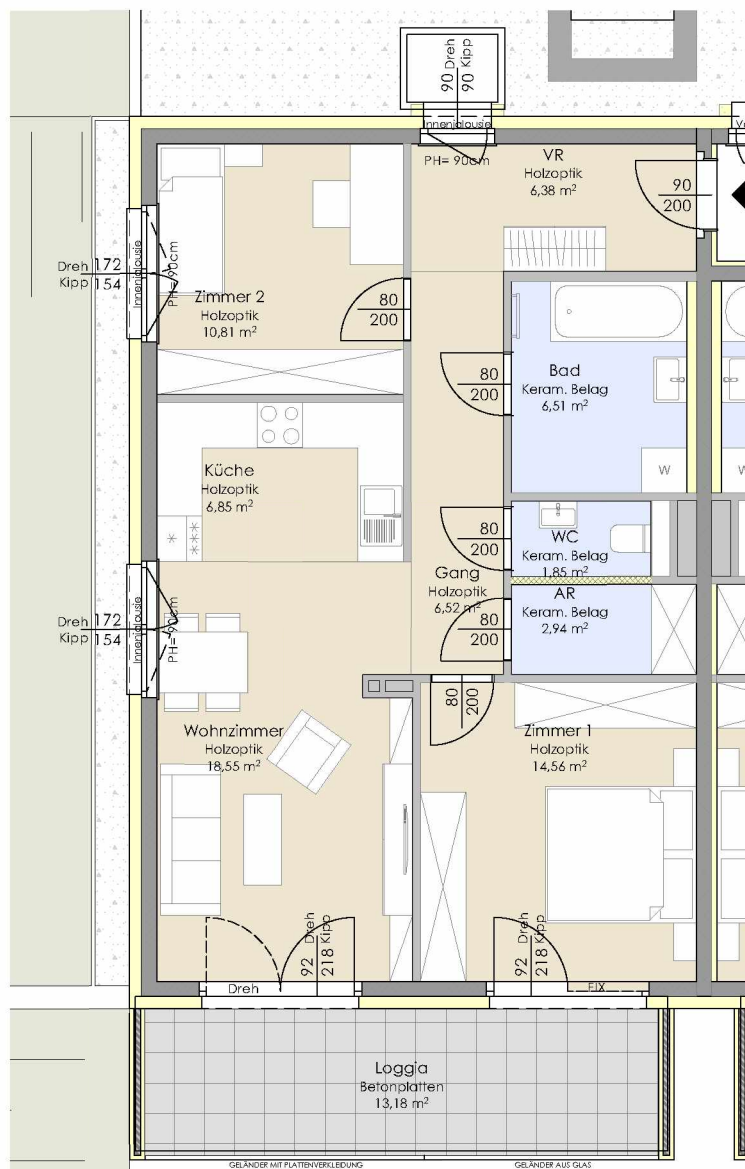 90 Dreh
90 Kipp
Innenjalousie
PH= 90cm
VR
Holzoptik
6,38 m²
90
200
Dreh 172
Kipp 154
Innenjalousie
PH= 90cm
Zimmer 2
Holzoptik
10,81 m²
80
200
80
200
Bad
Keram. Belag
6,51 m²
W
W
Küche
Holzoptik
6,85 m²
80
200
WC
Keram. Belag
1,85 m²
Gang
Holzoptik
6,52 m²
AR
Keram. Belag
2,94 m²
80
200
Dreh 172
Kipp 154
Innenjalousie
PH= 90cm
80
200
Wohnzimmer
Holzoptik
18,55 m²
Zimmer 1
Holzoptik
14,56 m²
92 Dreh
218 Kipp
Dreh
92 Dreh
218 Kipp
FIX
Loggia
Betonplatten
13,18 m²
GELÄNDER MIT PLATTENVERKLEIDUNG
GELÄNDER AUS GLAS